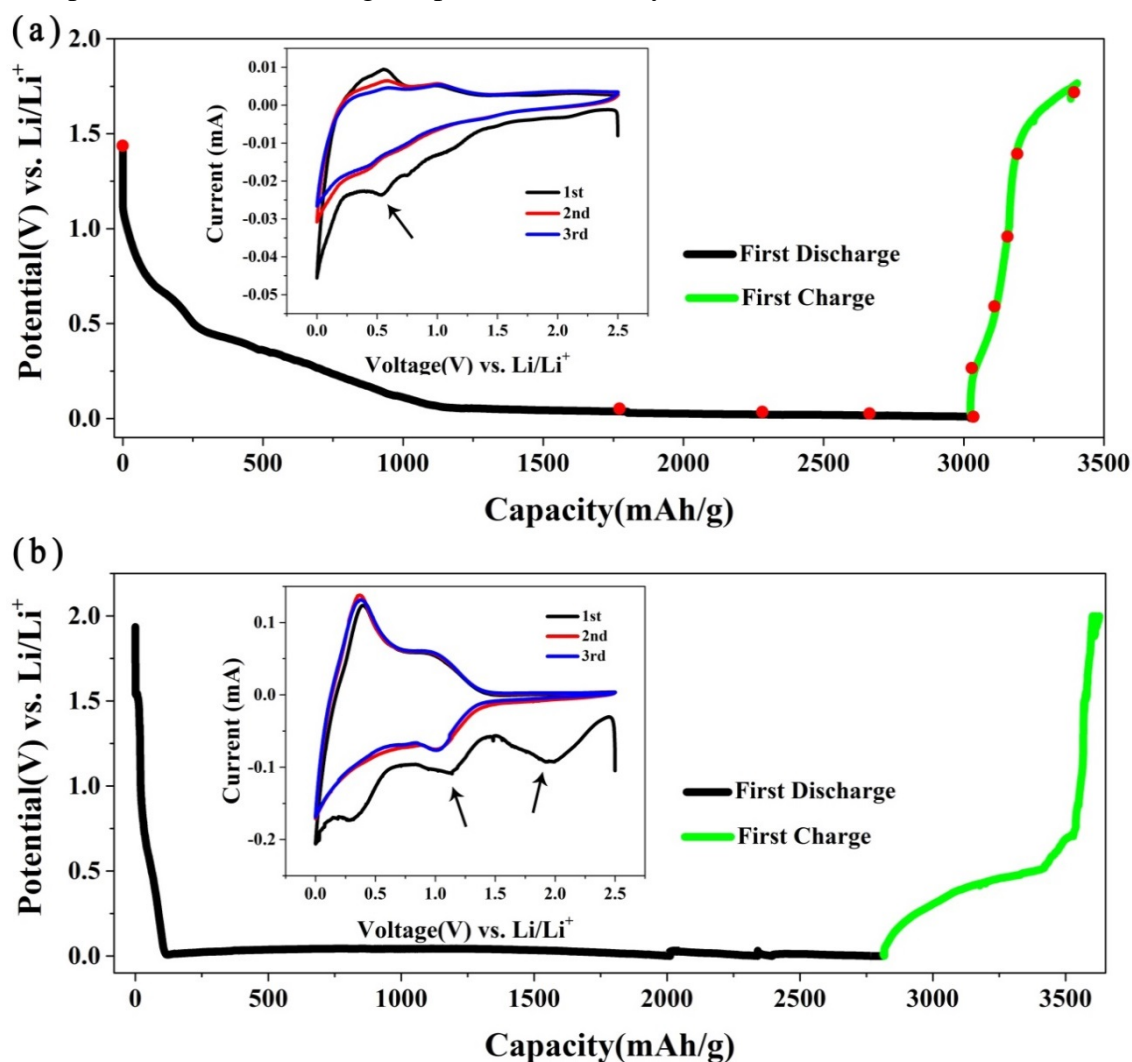 (a)
2.0
1.5
1.0
0.5
0.0
Potential(V) vs. Li/Li+
0.01
0.00
-0.01
-0.02
-0.03
-0.04
-0.05
Current (mA)
1st
2nd
3rd
0.0 0.5 1.0 1.5 2.0 2.5
Voltage(V) vs. Li/Li+
First Discharge
First Charge
0 500 1000 1500 2000 2500 3000 3500
Capacity(mAh/g)
(b)
2.0
1.5
1.0
0.5
0.0
Potential(V) vs. Li/Li+
0.1
0.0
-0.1
-0.2
Current (mA)
1st
2nd
3rd
0.0 0.5 1.0 1.5 2.0 2.5
Voltage(V) vs. Li/Li+
First Discharge
First Charge
0 500 1000 1500 2000 2500 3000 3500
Capacity(mAh/g)